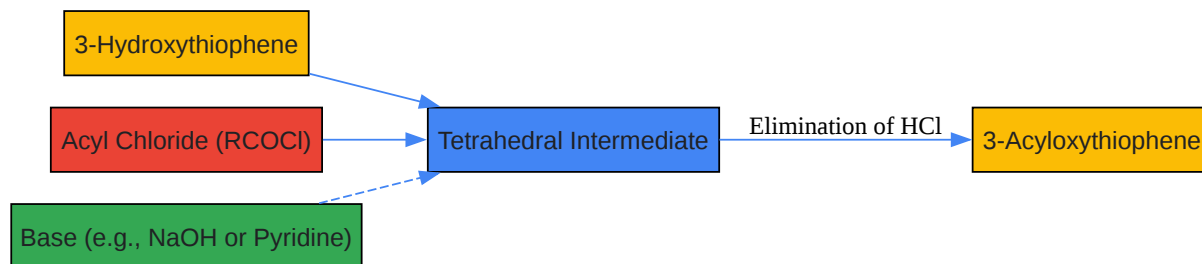 3-Hydroxythiophene
Acyl Chloride (RCOCl)
Base (e.g., NaOH or Pyridine)
Tetrahedral Intermediate
Elimination of HCl
3-Acyloxythiophene